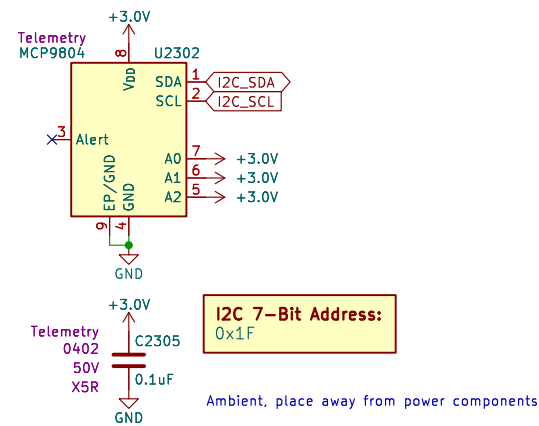 +3.0V
Telemetry
MCP9804
U2302
8
VDD
SDA 1 I2C_SDA
SCL 2 I2C_SCL
3 Alert
A0 7 +3.0V
A1 6 +3.0V
A2 5 +3.0V
EP/GND
GND
9
4
GND
+3.0V
Telemetry
0402
50V
X5R
C2305
0.1uF
GND
I2C 7-Bit Address:
0x1F
Ambient, place away from power components